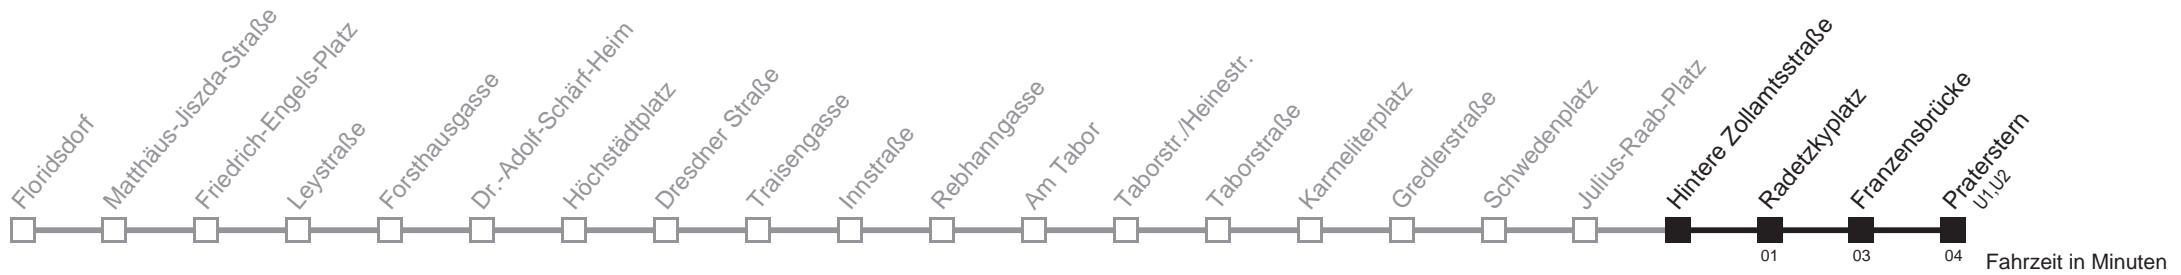 Floridsdorf
Matthäus-Jiszda-Straße
Friedrich-Engels-Platz
Leystraße
Forsthausgasse
Dr.-Adolf-Schärf-Heim
Höchstädtplatz
Dresdner Straße
Traisengasse
Innstraße
Rebhanngasse
Am Tabor
Taborstr./Heinestr.
Taborstraße
Karmeliterplatz
Gredlerstraße
Schwedenplatz
Julius-Raab-Platz
Hintere Zollamtsstraße
Radetzkyplatz
Franzensbrücke
Praterstern
U1,U2
01
03
04
Fahrzeit in Minuten